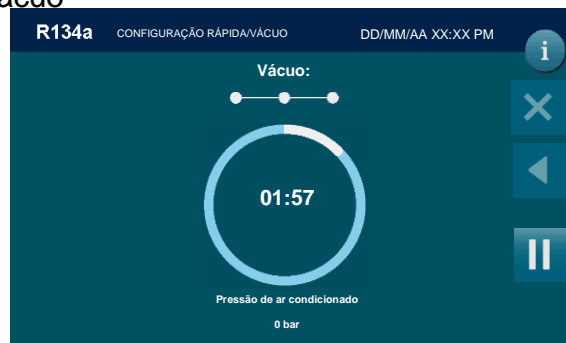 R134a CONFIGURAÇÃO RÁPIDA/VÁCUO DD/MM/AA XX:XX PM
i
Vácuo:
01:57
Pressão de ar condicionado
0 bar